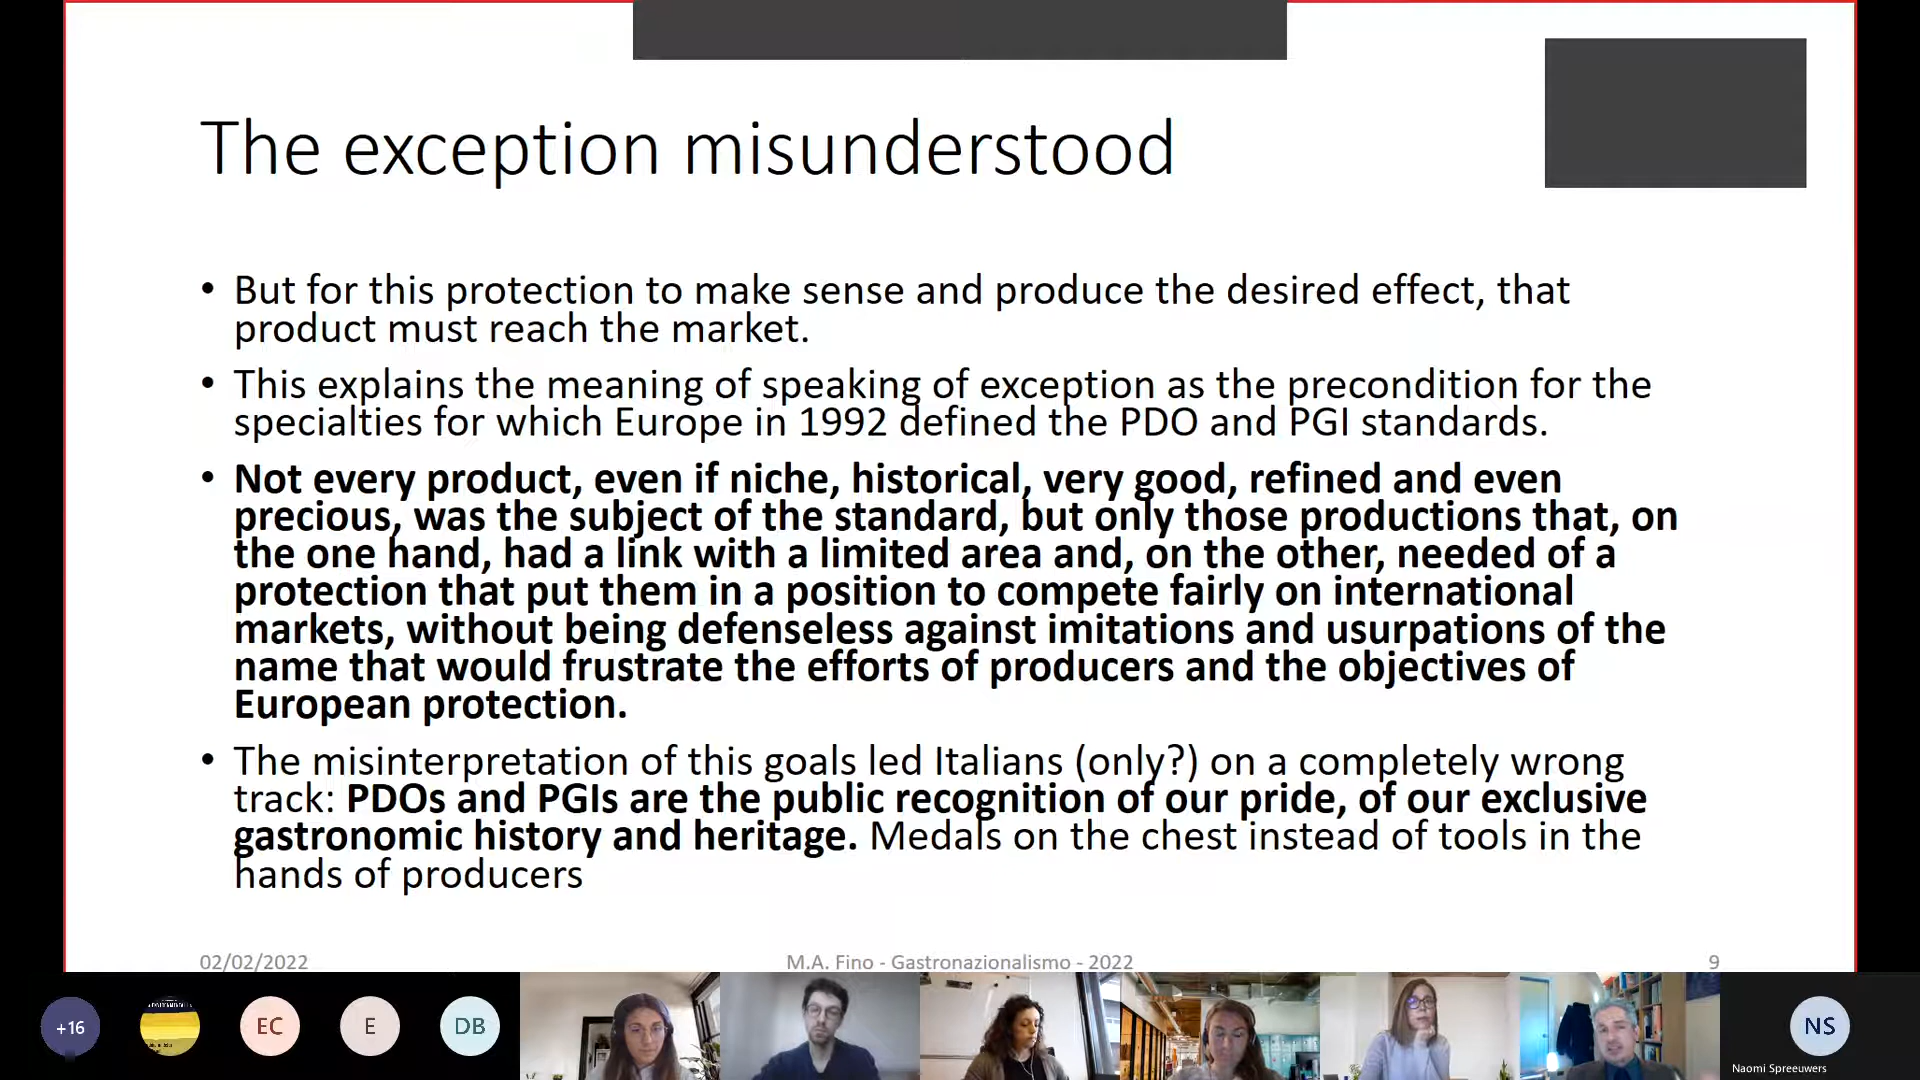 The exception misunderstood
• But for this protection to make sense and produce the desired effect, that
product must reach the market.
• This explains the meaning of speaking of exception as the precondition for the
specialties for which Europe in 1992 defined the PDO and PGI standards.
• Not every product, even if niche, historical, very good, refined and even
precious, was the subject of the standard, but only those productions that, on
the one hand, had a link with a limited area and, on the other, needed of a
protection that put them in a position to compete fairly on international
markets, without being defenseless against imitations and usurpations of the
name that would frustrate the efforts of producers and the objectives of
European protection.
• The misinterpretation of this goals led Italians (only?) on a completely wrong
track: PDOs and PGIs are the public recognition of our pride, of our exclusive
gastronomic history and heritage. Medals on the chest instead of tools in the
hands of producers
02/02/2022 M.A. Fino - Gastronazionalismo - 2022 9
+16 EC E DB NS
Naomi Spreeuwers